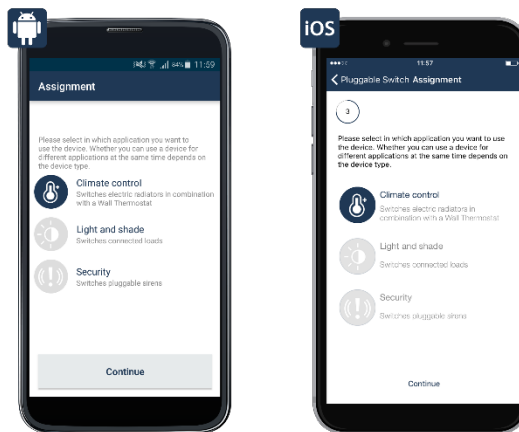 84% 11:59
Assignment
Please select in which application you want to
use the device. Whether you can use a device for
different applications at the same time depends on
the device type.
Climate control
Switches electric radiators in combination
with a Wall Thermostat
Light and shade
Switches connected loads
Security
Switches pluggable sirens
Continue
iOS
11:57
Pluggable Switch Assignment
3
Please select in which application you want to use
the device. Whether you can use a device for
different applications at the same time depends on
the device type.
Climate control
Switches electric radiators in
combination with a Wall Thermostat
Light and shade
Switches connected loads
Security
Switches pluggable sirens
Continue